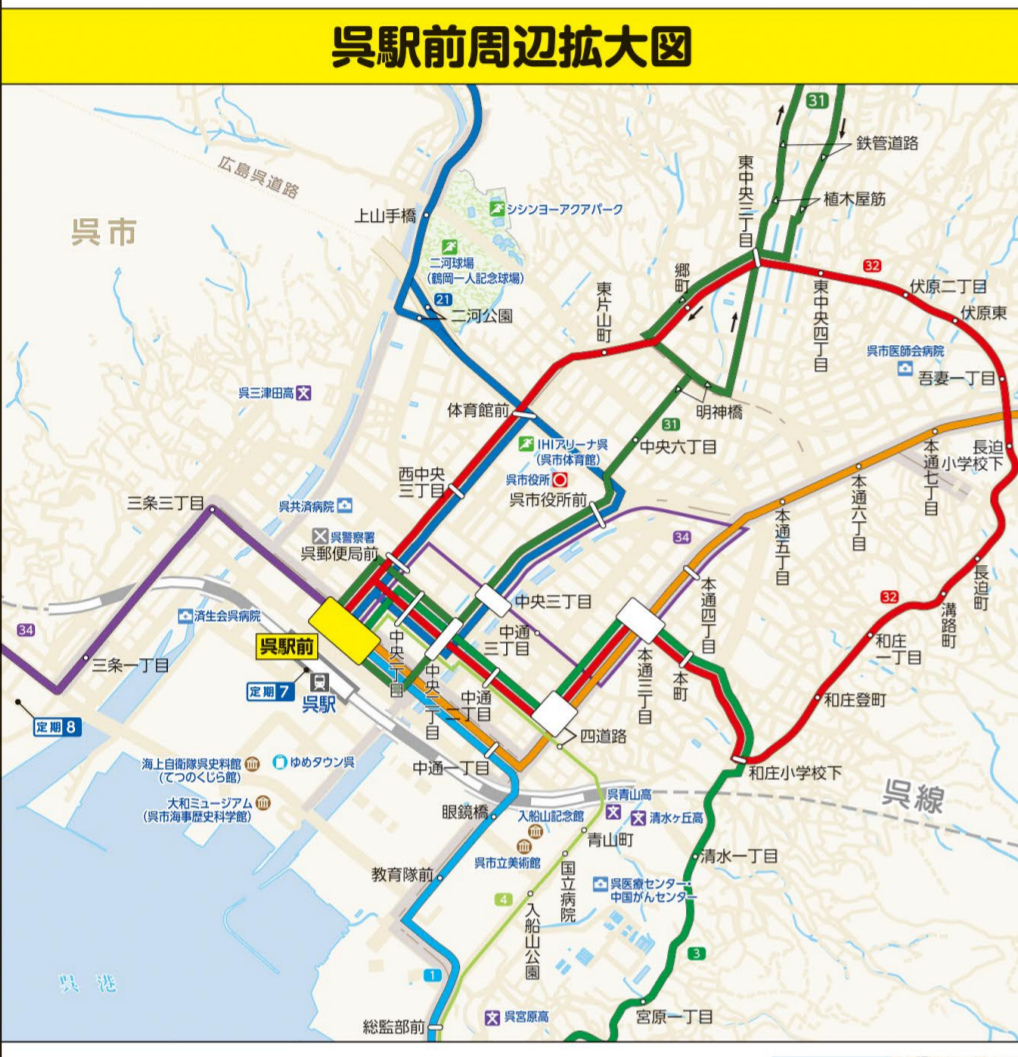 呉駅前周辺拡大図
31
鉄管道路
東中央三丁目
植木屋筋
広島呉道路
上山手橋
シシンヨーアクアパーク
呉市
二河球場
(鶴岡一人記念球場)
郷町
32
東中央四丁目
伏原二丁目
21
二河公園
東片山町
伏原東
呉市医師会病院
吾妻一丁目
呉三津田高
体育館前
明神橋
31
IHIアリーナ呉
(呉市体育館)
中央六丁目
長迫
小学校下
本通七丁目
西中央
三丁目
呉市役所
呉市役所前
本通六丁目
三条三丁目
呉共済病院
本通五丁目
呉警察署
呉郵便局前
34
本通四丁目
長迫町
32
溝路町
中央三丁目
済生会呉病院
34
中央一丁目
中通
三丁目
和庄
一丁目
呉駅前
三条一丁目
本通三丁目
本町
中央二丁目
中通
二丁目
定期7
呉駅
和庄登町
定期8
四道路
海上自衛隊呉史料館
(てつのくじら館)
ゆめタウン呉
中通一丁目
和庄小学校下
大和ミュージアム
(呉市海事歴史科学館)
呉線
眼鏡橋
入船山記念館
呉青山高
清水ヶ丘高
青山町
呉市立美術館
清水一丁目
教育隊前
国立病院
呉医療センター・
中国がんセンター
4
入船山公園
3
1
呉港
総監部前
呉宮原高
宮原一丁目